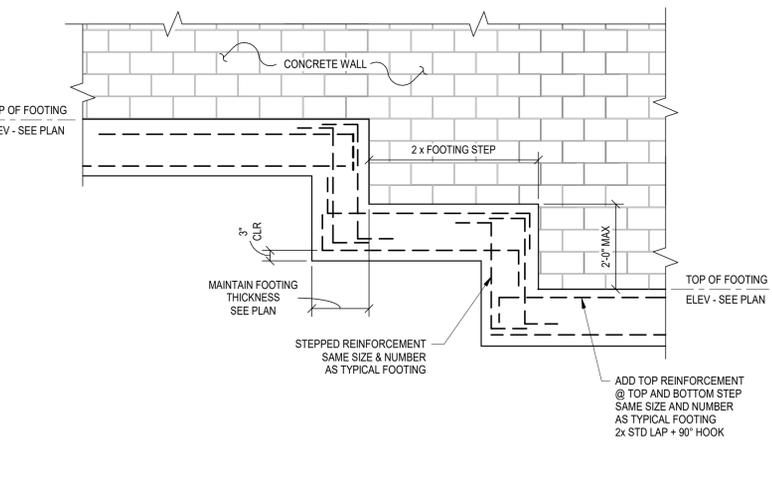 CONCRETE WALL
P OF FOOTING
EV - SEE PLAN
2 x FOOTING STEP
3"
CLR
2'-0" MAX
TOP OF FOOTING
ELEV - SEE PLAN
MAINTAIN FOOTING
THICKNESS
SEE PLAN
STEPPED REINFORCEMENT
SAME SIZE & NUMBER
AS TYPICAL FOOTING
ADD TOP REINFORCEMENT
@ TOP AND BOTTOM STEP
SAME SIZE AND NUMBER
AS TYPICAL FOOTING
2x STD LAP + 90° HOOK